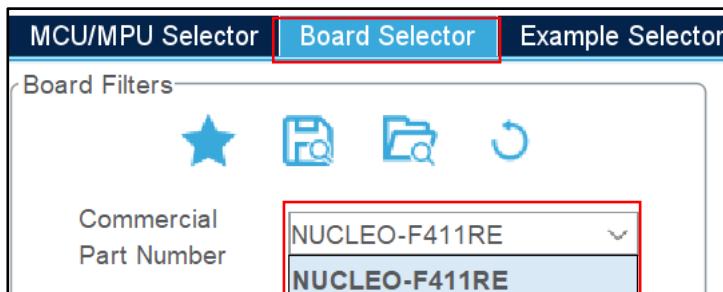 MCU/MPU Selector Board Selector Example Selector
Board Filters
Commercial
Part Number
NUCLEO-F411RE
NUCLEO-F411RE